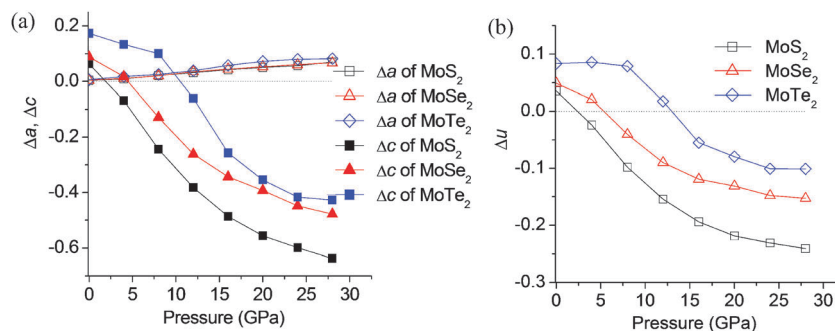 (a)
0.2
0.0
-0.2
-0.4
-0.6
Δa, Δc
0 5 10 15 20 25 30
Pressure (GPa)
Δa of MoS₂
Δa of MoSe₂
Δa of MoTe₂
Δc of MoS₂
Δc of MoSe₂
Δc of MoTe₂
(b)
0.1
0.0
-0.1
-0.2
-0.3
Δu
0 5 10 15 20 25 30
Pressure (GPa)
MoS₂
MoSe₂
MoTe₂